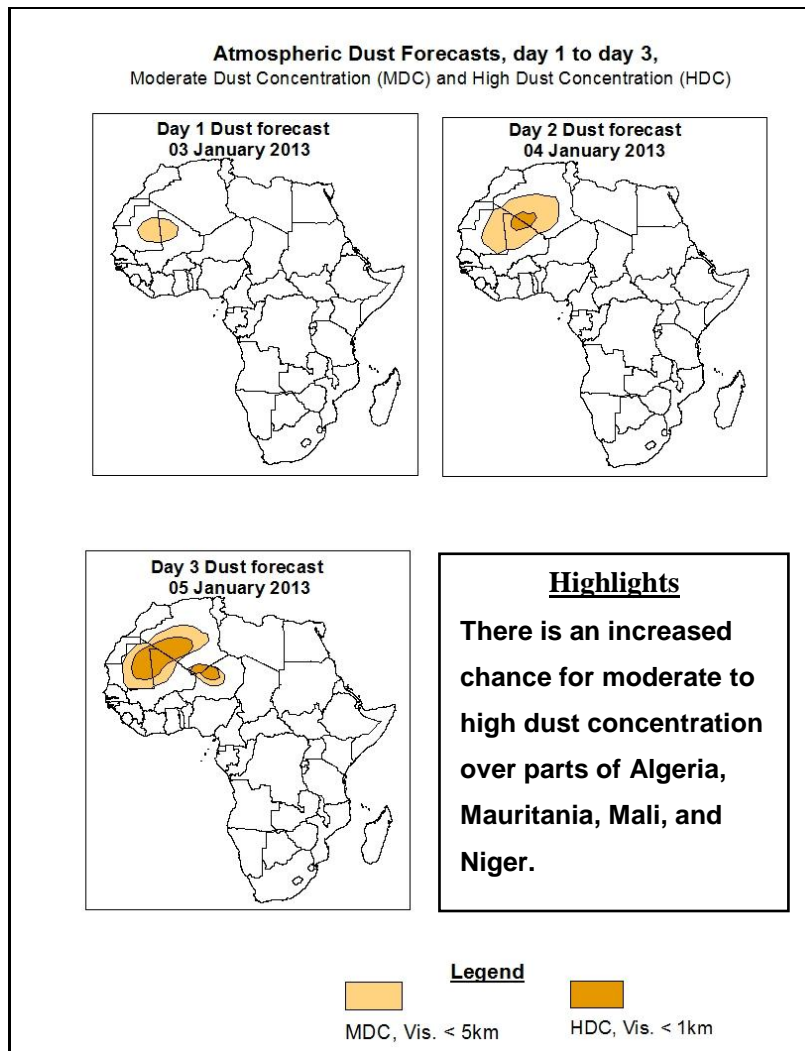 Atmospheric Dust Forecasts, day 1 to day 3,
Moderate Dust Concentration (MDC) and High Dust Concentration (HDC)
Day 1 Dust forecast
03 January 2013
Day 2 Dust forecast
04 January 2013
Day 3 Dust forecast
05 January 2013
Highlights
There is an increased
chance for moderate to
high dust concentration
over parts of Algeria,
Mauritania, Mali, and
Niger.
Legend
MDC, Vis. < 5km
HDC, Vis. < 1km